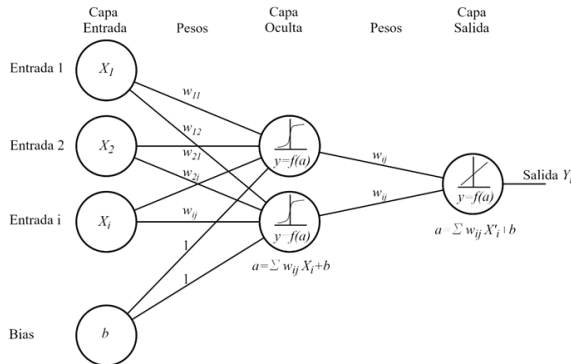 Capa Entrada
Pesos
Capa Oculta
Pesos
Capa Salida
Entrada 1
X1
w11
w12
Entrada 2
X2
w21
w2j
y=f(a)
wij
y=f(a)
Salida Yi
Entrada i
Xi
wij
y=f(a)
wij
a=Σ wij X'i+b
1
a=Σ wij Xi+b
1
Bias
b